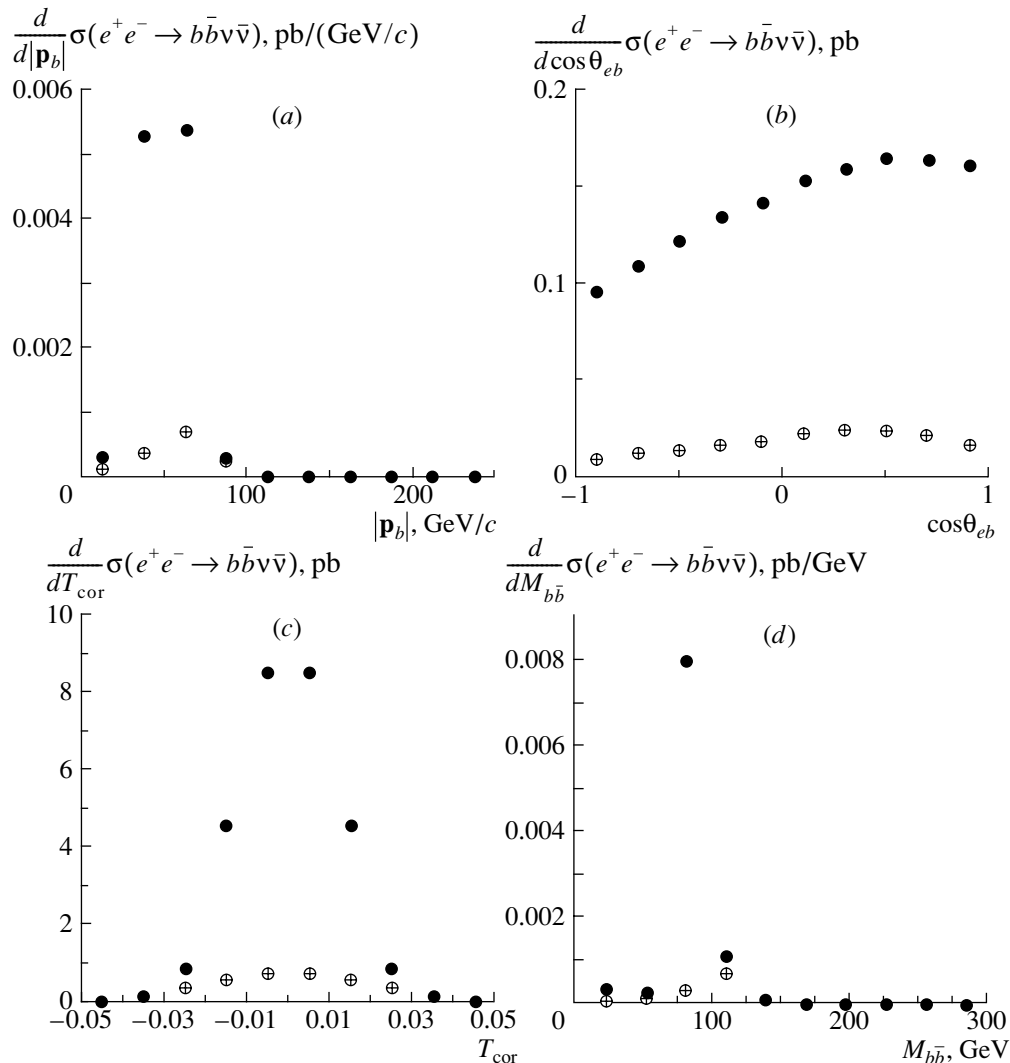 d/d|p_b| σ(e⁺e⁻ → bb̄νν̄), pb/(GeV/c)
0.006
(a)
0.004
0.002
0
100
200
|p_b|, GeV/c
d/dcosθ_eb σ(e⁺e⁻ → bb̄νν̄), pb
0.2
(b)
0.1
0
−1
0
1
cosθ_eb
d/dT_cor σ(e⁺e⁻ → bb̄νν̄), pb
10
(c)
8
6
4
2
0
−0.05
−0.03
−0.01
0.01
0.03
0.05
T_cor
d/dM_bb̄ σ(e⁺e⁻ → bb̄νν̄), pb/GeV
(d)
0.008
0.006
0.004
0.002
0
100
200
300
M_bb̄, GeV